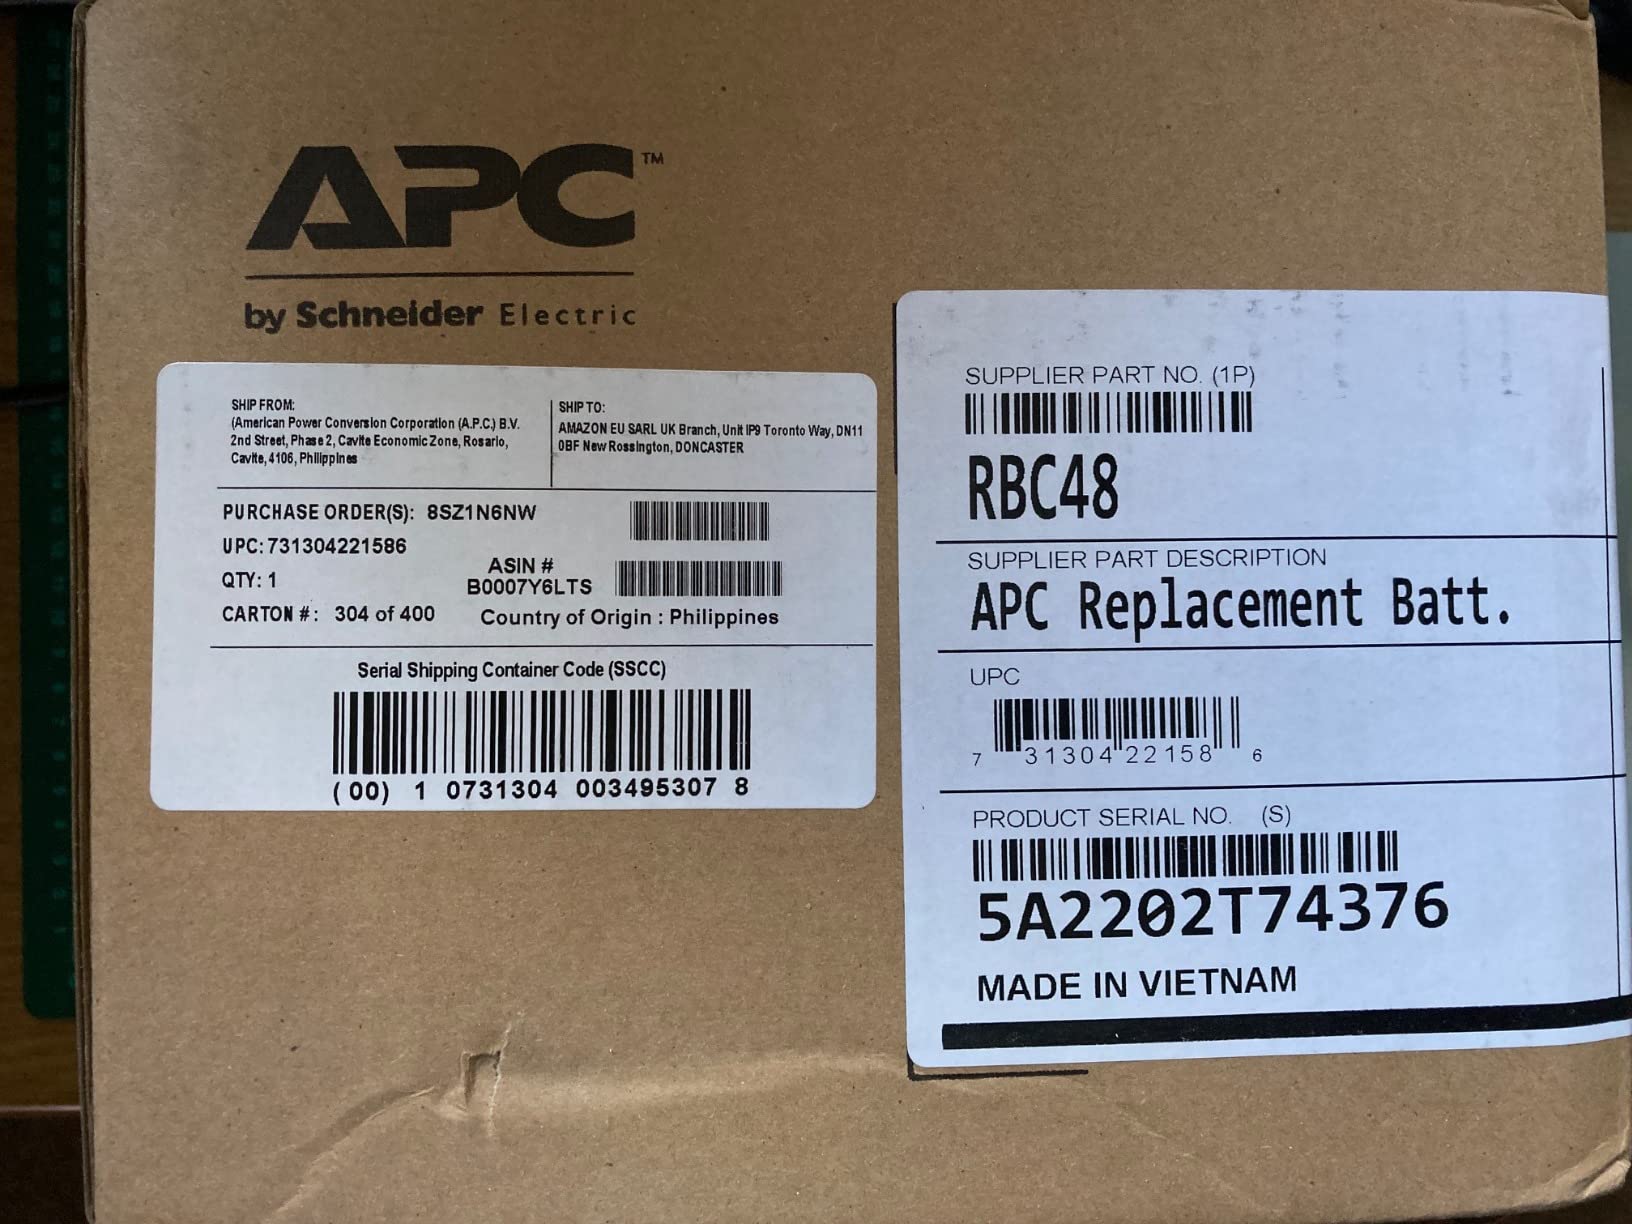 APC™
by Schneider Electric
SHIP FROM:
(American Power Conversion Corporation (A.P.C.) B.V.
2nd Street, Phase 2, Cavite Economic Zone, Rosario,
Cavite, 4106, Philippines
SHIP TO:
AMAZON EU SARL UK Branch, Unit IP9 Toronto Way, DN11
0BF New Rossington, DONCASTER
PURCHASE ORDER(S): 8SZ1N6NW
UPC: 731304221586
QTY: 1
ASIN #
B0007Y6LTS
CARTON #: 304 of 400
Country of Origin : Philippines
Serial Shipping Container Code (SSCC)
(00) 1 0731304 003495307 8
SUPPLIER PART NO. (1P)
RBC48
SUPPLIER PART DESCRIPTION
APC Replacement Batt.
UPC
7 31304 22158 6
PRODUCT SERIAL NO. (S)
5A2202T74376
MADE IN VIETNAM